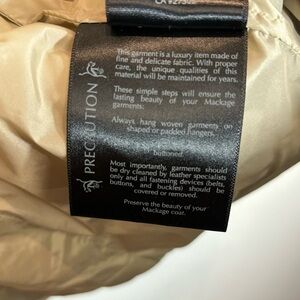 PRECAUTION
This garment is a luxury item made of
fine and delicate fabric. With proper
care, the unique qualities of this
material will be maintained for years.
These simple steps will ensure the
lasting beauty of your Mackage
garments:
Always hang woven garments on
shaped or padded hangers.
buttoned.
Most importantly, garments should
be dry cleaned by leather specialists
only and all fastening devices (belts,
buttons, and buckles) should be
covered or removed.
Preserve the beauty of your
Mackage coat.